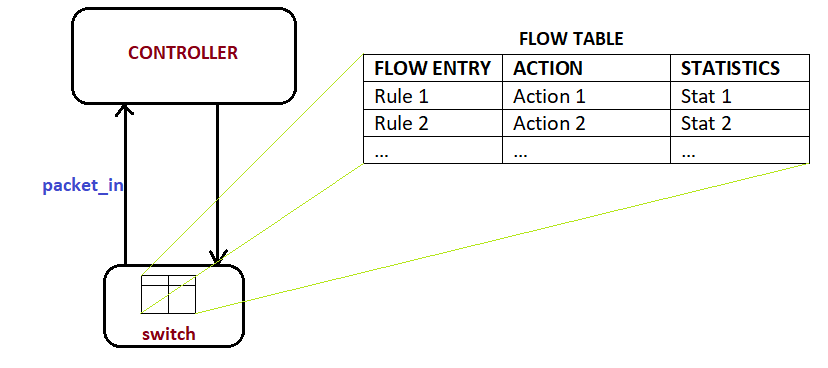 CONTROLLER
FLOW TABLE
FLOW ENTRY ACTION STATISTICS
Rule 1 Action 1 Stat 1
Rule 2 Action 2 Stat 2
... ... ...
packet_in
switch